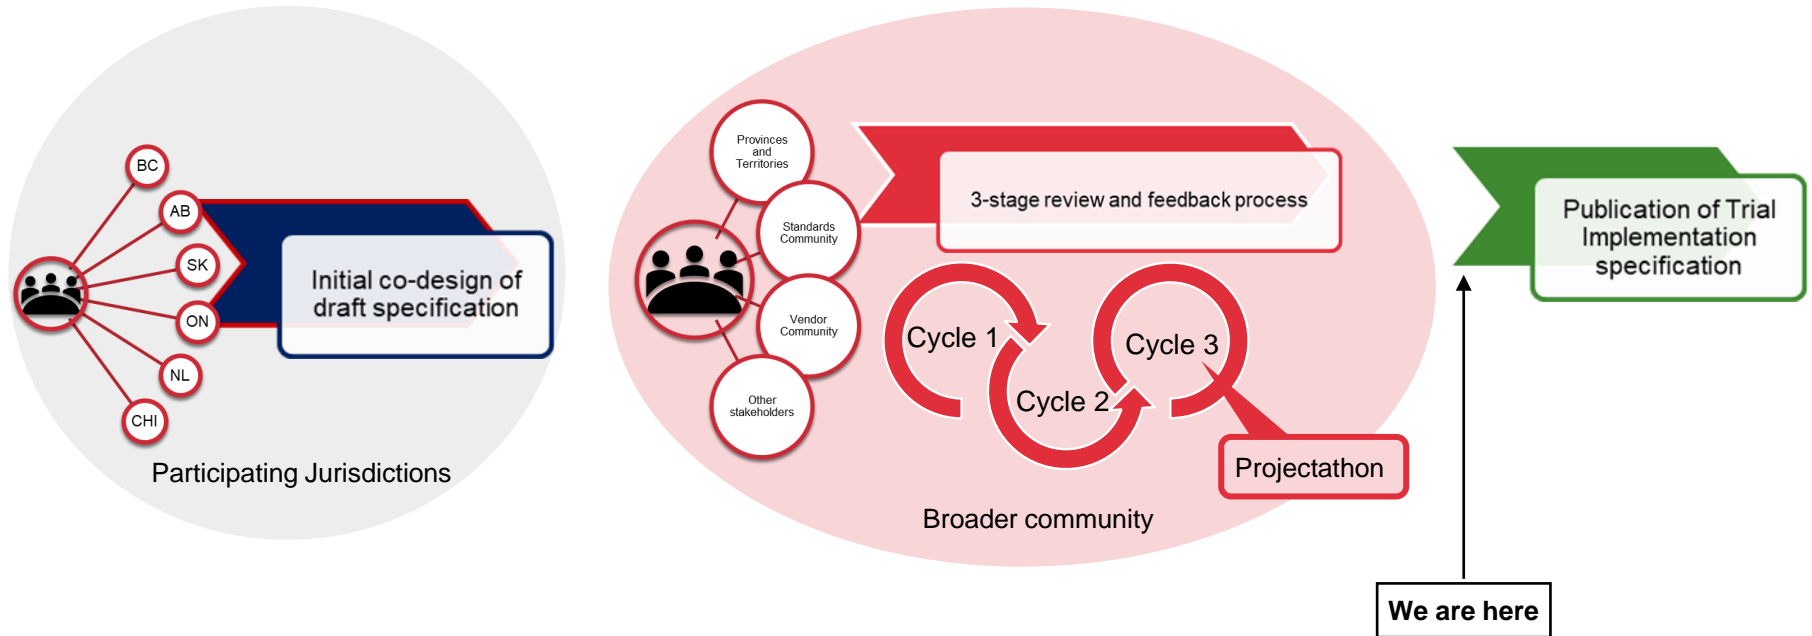 BC
AB
SK
ON
NL
CHI
Initial co-design of
draft specification
Participating Jurisdictions
Provinces
and
Territories
Standards
Community
Vendor
Community
Other
stakeholders
3-stage review and feedback process
Cycle 1
Cycle 2
Cycle 3
Projectathon
Broader community
Publication of Trial
Implementation
specification
We are here